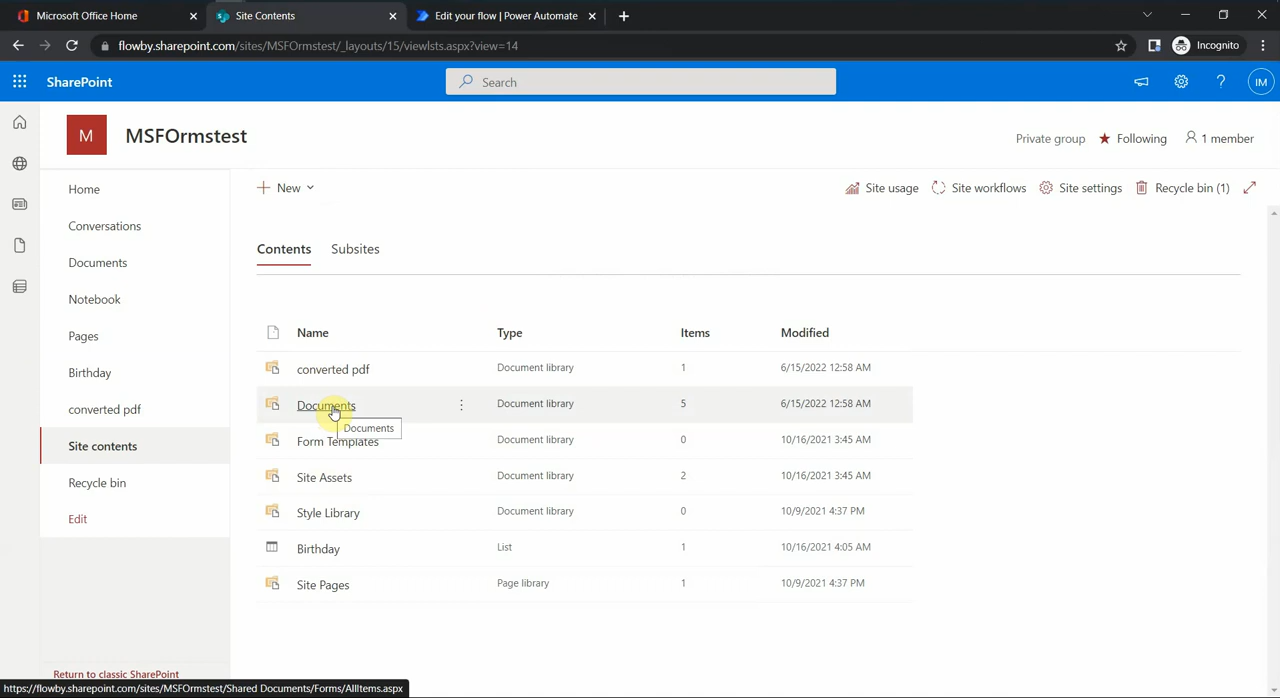 Microsoft Office Home
Site Contents
Edit your flow | Power Automate
flowby.sharepoint.com/sites/MSFOrmstest/_layouts/15/viewlsts.aspx?view=14
Incognito
SharePoint
Search
IM
M
MSFOrmstest
Private group
Following
1 member
Home
Conversations
Documents
Notebook
Pages
Birthday
converted pdf
Site contents
Recycle bin
Edit
Return to classic SharePoint
New
Site usage
Site workflows
Site settings
Recycle bin (1)
Contents
Subsites
Name Type Items Modified
converted pdf Document library 1 6/15/2022 12:58 AM
Documents Document library 5 6/15/2022 12:58 AM
Documents
Form Templates Document library 0 10/16/2021 3:45 AM
Site Assets Document library 2 10/16/2021 3:45 AM
Style Library Document library 0 10/9/2021 4:37 PM
Birthday List 1 10/16/2021 4:05 AM
Site Pages Page library 1 10/9/2021 4:37 PM
https://flowby.sharepoint.com/sites/MSFOrmstest/Shared Documents/Forms/AllItems.aspx